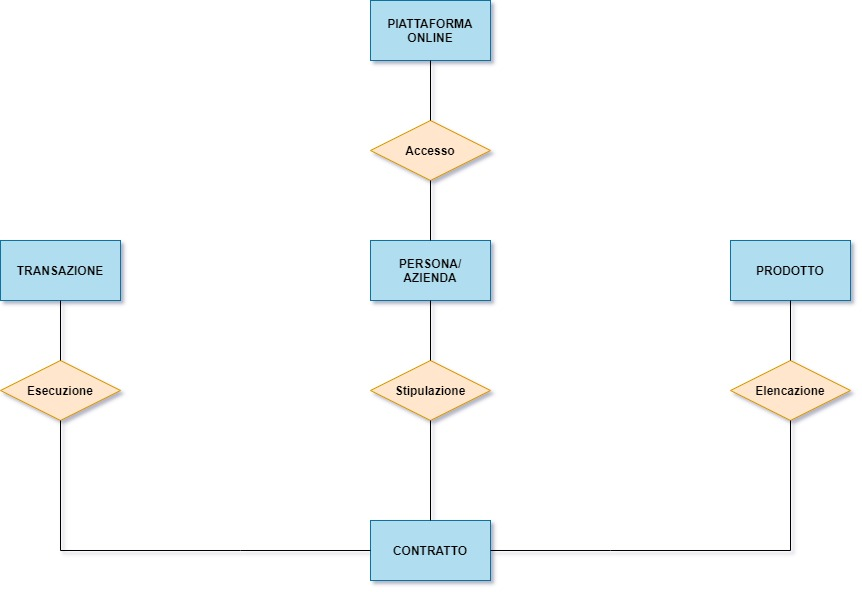 PIATTAFORMA
ONLINE
Accesso
TRANSAZIONE
PERSONA/
AZIENDA
PRODOTTO
Esecuzione
Stipulazione
Elencazione
CONTRATTO